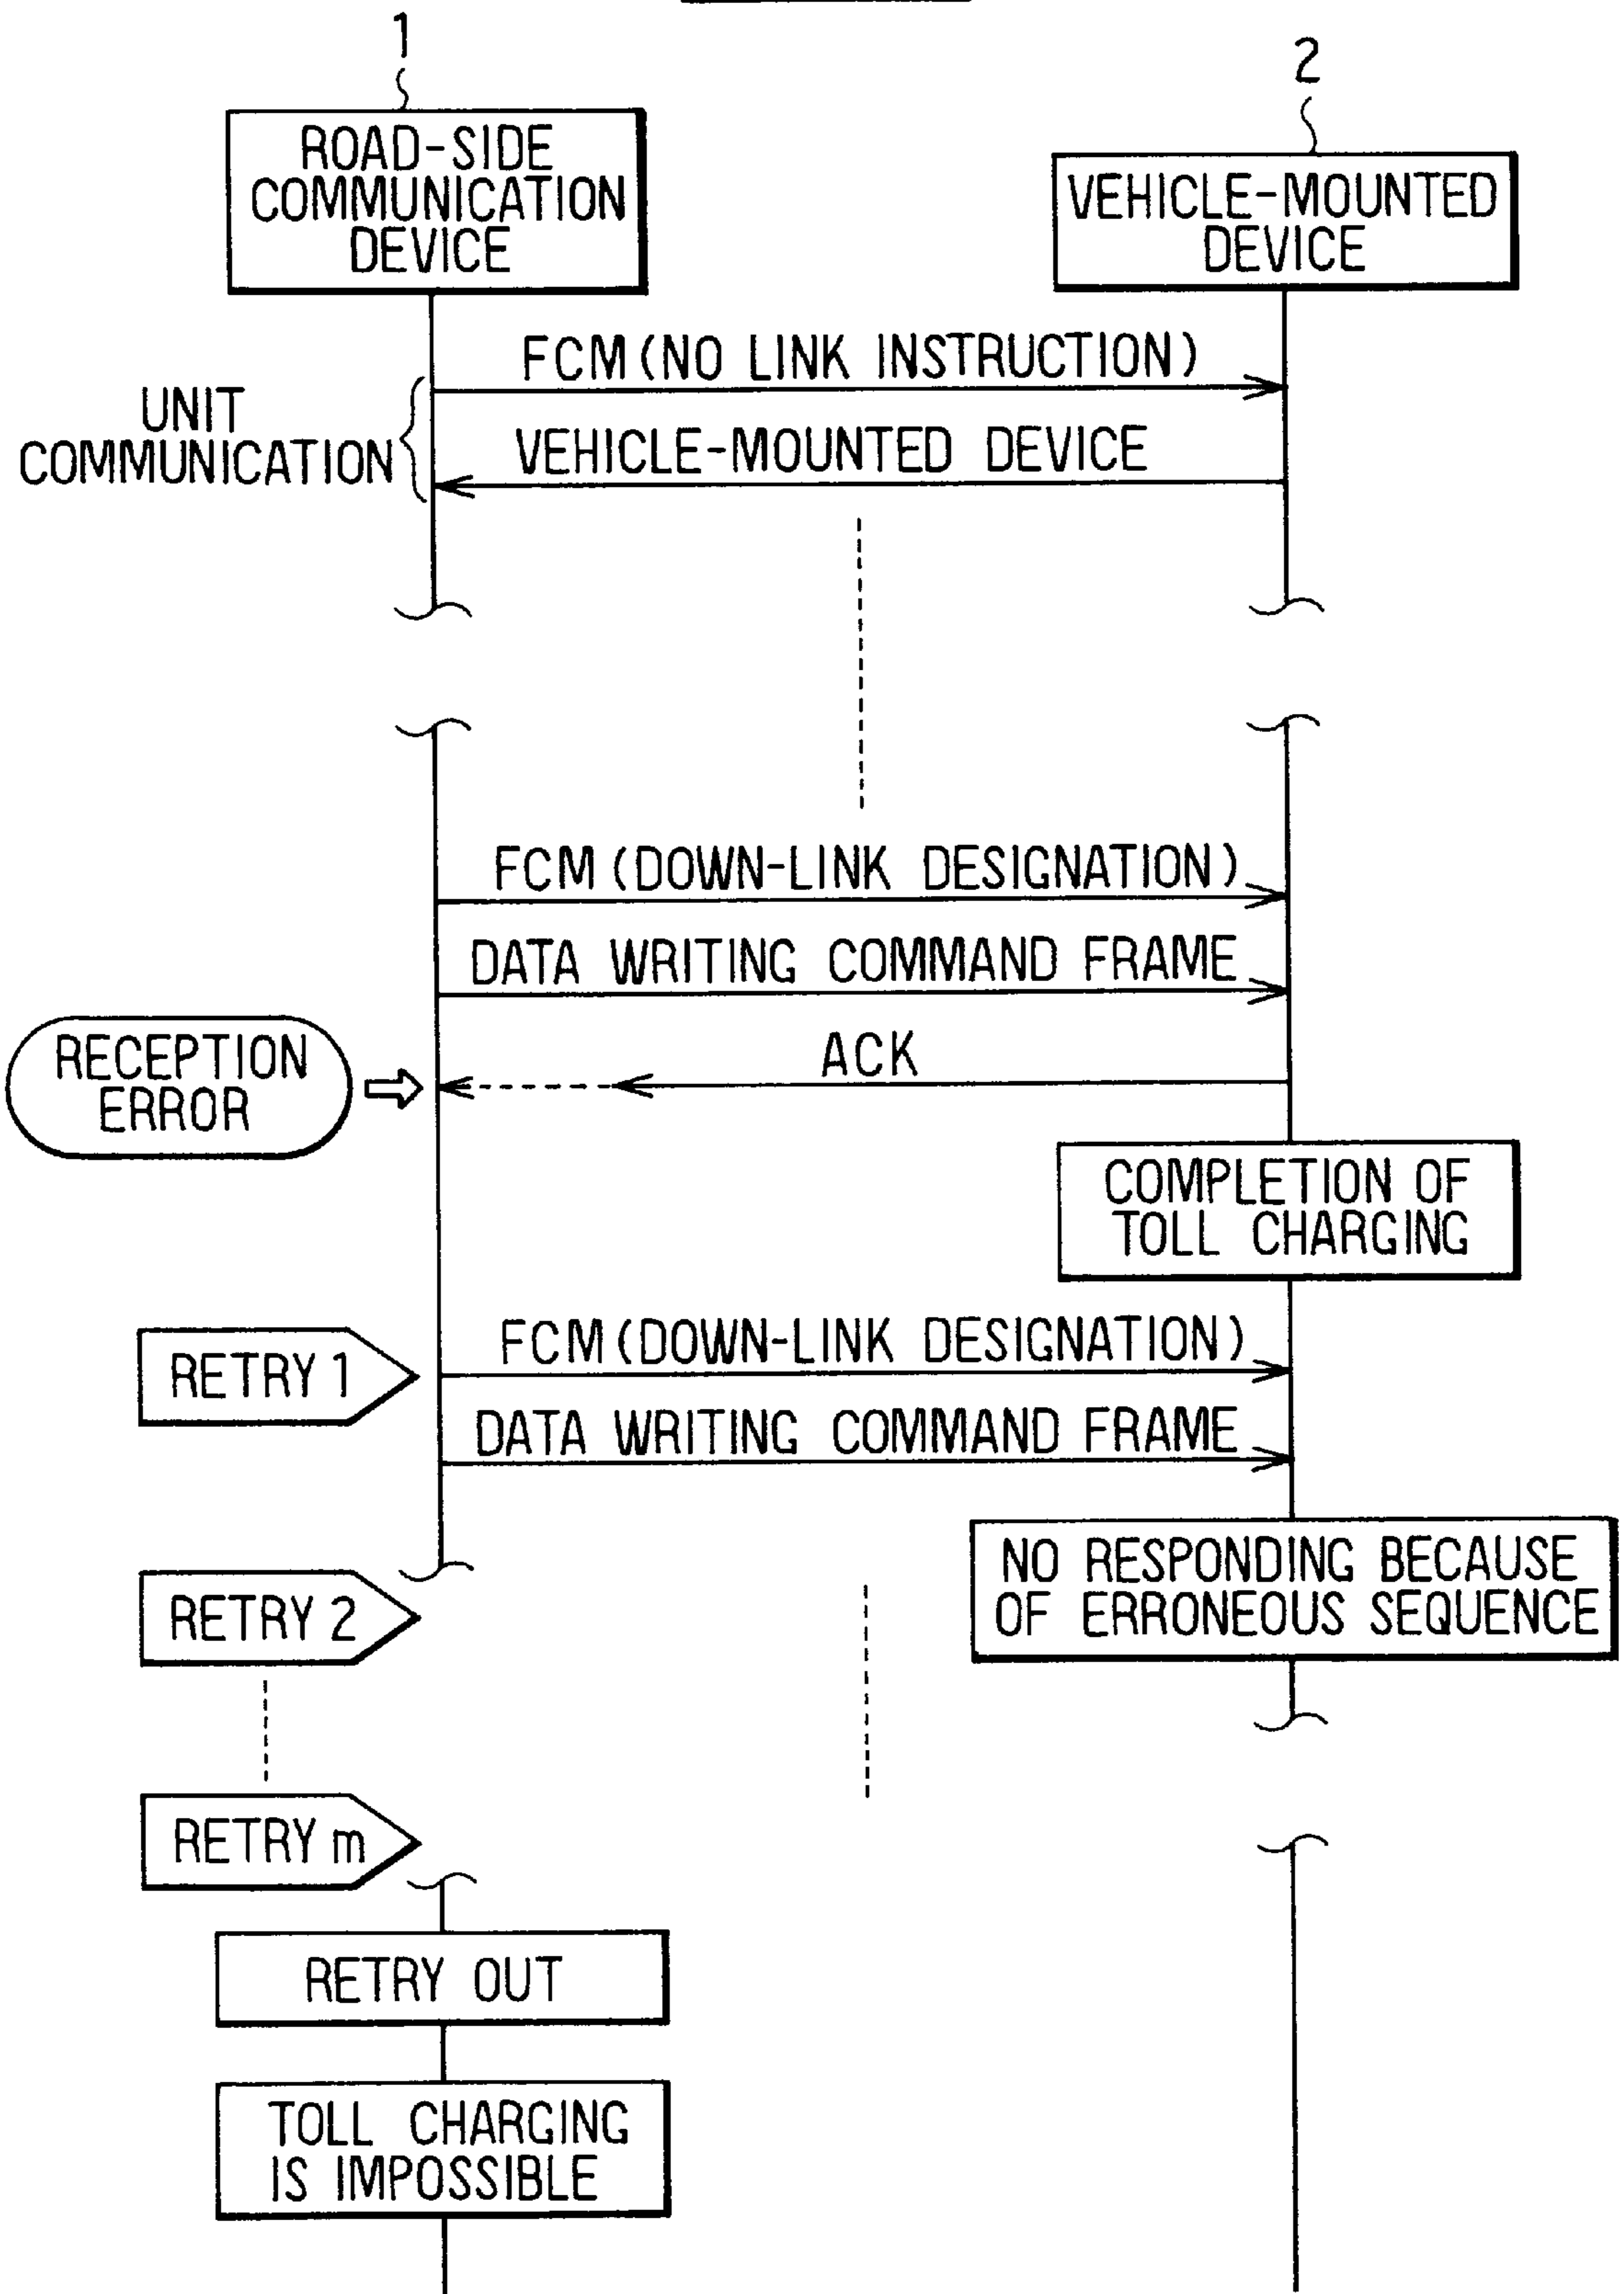 1
2
ROAD-SIDE
COMMUNICATION
DEVICE
VEHICLE-MOUNTED
DEVICE
FCM (NO LINK INSTRUCTION)
UNIT
COMMUNICATION
VEHICLE-MOUNTED DEVICE
FCM (DOWN-LINK DESIGNATION)
DATA WRITING COMMAND FRAME
RECEPTION
ERROR
ACK
COMPLETION OF
TOLL CHARGING
RETRY 1
FCM (DOWN-LINK DESIGNATION)
DATA WRITING COMMAND FRAME
NO RESPONDING BECAUSE
OF ERRONEOUS SEQUENCE
RETRY 2
RETRY m
RETRY OUT
TOLL CHARGING
IS IMPOSSIBLE